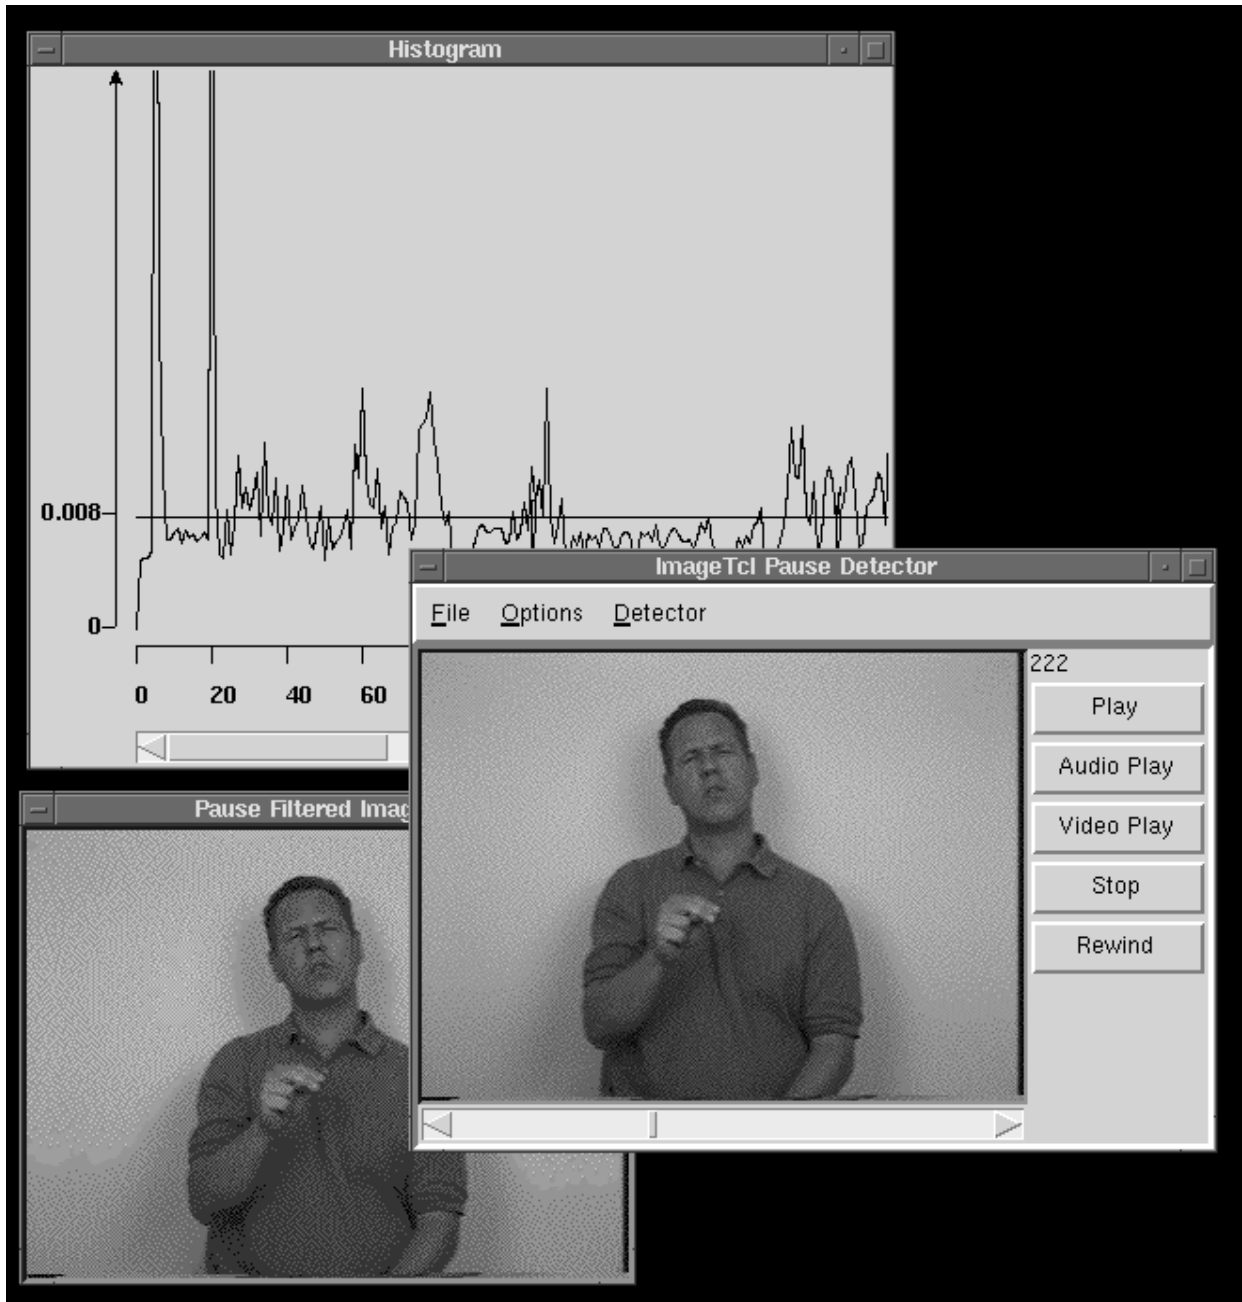 Histogram
0.008
0
0 20 40 60
ImageTcl Pause Detector
File Options Detector
222
Play
Audio Play
Video Play
Stop
Rewind
Pause Filtered